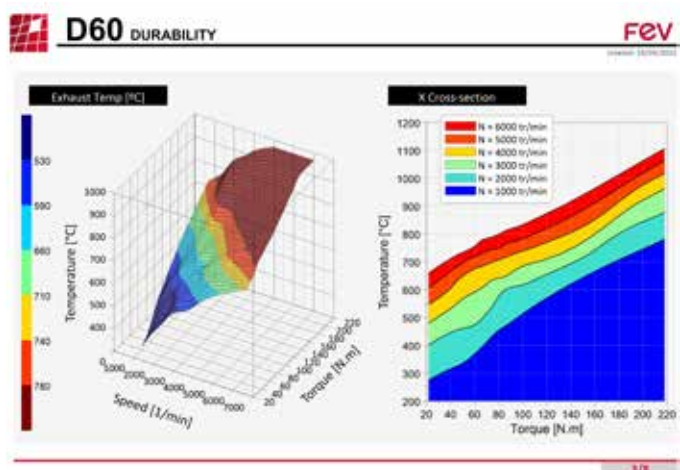 D60 DURABILITY
FEV
Exhaust Temp [ºC]
X Cross-section
530
590
660
710
740
780
1000
900
800
700
600
500
400
Temperature [°C]
0
1000
2000
3000
4000
5000
6000
7000
Speed [1/min]
Torque [N.m]
N = 6000 tr/min
N = 5000 tr/min
N = 4000 tr/min
N = 3000 tr/min
N = 2000 tr/min
N = 1000 tr/min
1200
1100
1000
900
800
700
600
500
400
300
200
Temperature [°C]
20 40 60 80 100 120 140 160 180 200 220
Torque [N.m]